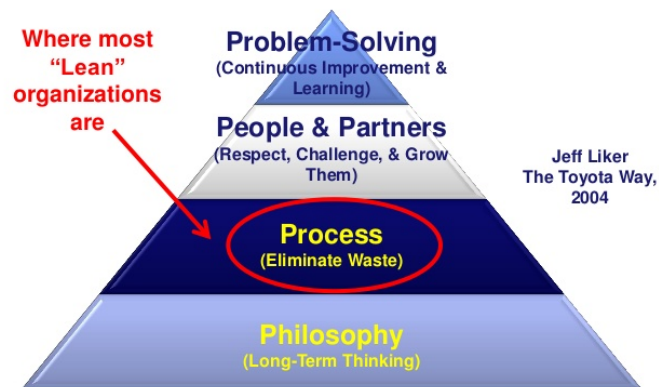 Where most
“Lean”
organizations
are
Problem-Solving
(Continuous Improvement &
Learning)
People & Partners
(Respect, Challenge, & Grow
Them)
Process
(Eliminate Waste)
Philosophy
(Long-Term Thinking)
Jeff Liker
The Toyota Way,
2004